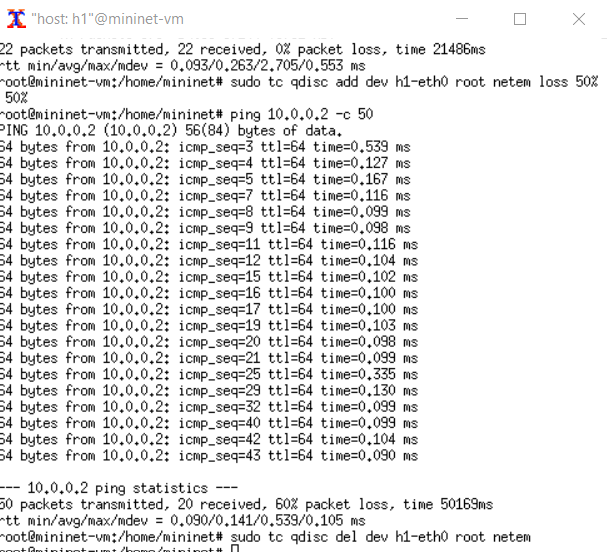 "host: h1"@mininet-vm
22 packets transmitted, 22 received, 0% packet loss, time 21486ms
rtt min/avg/max/mdev = 0.093/0.263/2.705/0.553 ms
root@mininet-vm:/home/mininet# sudo tc qdisc add dev h1-eth0 root netem loss 50%
50%
root@mininet-vm:/home/mininet# ping 10.0.0.2 -c 50
PING 10.0.0.2 (10.0.0.2) 56(84) bytes of data.
64 bytes from 10.0.0.2: icmp_seq=3 ttl=64 time=0.539 ms
64 bytes from 10.0.0.2: icmp_seq=4 ttl=64 time=0.127 ms
64 bytes from 10.0.0.2: icmp_seq=5 ttl=64 time=0.167 ms
64 bytes from 10.0.0.2: icmp_seq=7 ttl=64 time=0.116 ms
64 bytes from 10.0.0.2: icmp_seq=8 ttl=64 time=0.099 ms
64 bytes from 10.0.0.2: icmp_seq=9 ttl=64 time=0.098 ms
64 bytes from 10.0.0.2: icmp_seq=11 ttl=64 time=0.116 ms
64 bytes from 10.0.0.2: icmp_seq=12 ttl=64 time=0.104 ms
64 bytes from 10.0.0.2: icmp_seq=15 ttl=64 time=0.102 ms
64 bytes from 10.0.0.2: icmp_seq=16 ttl=64 time=0.100 ms
64 bytes from 10.0.0.2: icmp_seq=17 ttl=64 time=0.100 ms
64 bytes from 10.0.0.2: icmp_seq=19 ttl=64 time=0.103 ms
64 bytes from 10.0.0.2: icmp_seq=20 ttl=64 time=0.098 ms
64 bytes from 10.0.0.2: icmp_seq=21 ttl=64 time=0.099 ms
64 bytes from 10.0.0.2: icmp_seq=25 ttl=64 time=0.335 ms
64 bytes from 10.0.0.2: icmp_seq=29 ttl=64 time=0.130 ms
64 bytes from 10.0.0.2: icmp_seq=32 ttl=64 time=0.099 ms
64 bytes from 10.0.0.2: icmp_seq=40 ttl=64 time=0.099 ms
64 bytes from 10.0.0.2: icmp_seq=42 ttl=64 time=0.104 ms
64 bytes from 10.0.0.2: icmp_seq=43 ttl=64 time=0.090 ms
--- 10.0.0.2 ping statistics ---
50 packets transmitted, 20 received, 60% packet loss, time 50169ms
rtt min/avg/max/mdev = 0.090/0.141/0.539/0.105 ms
root@mininet-vm:/home/mininet# sudo tc qdisc del dev h1-eth0 root netem
root@mininet-vm:/home/mininet#